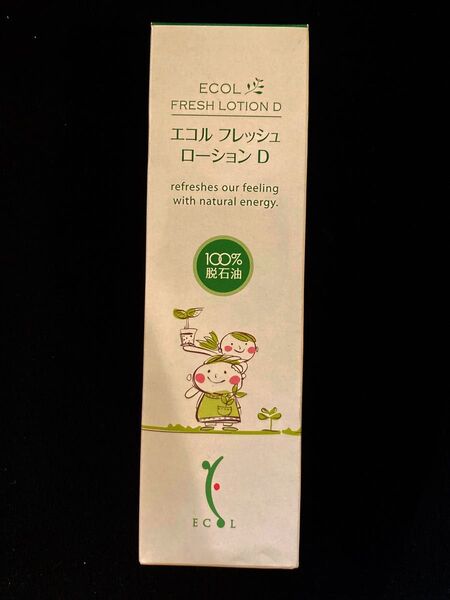 ECOL
FRESH LOTION D
エコル フレッシュ
ローション D
refreshes our feeling
with natural energy.
100%
脱石油
ECOL